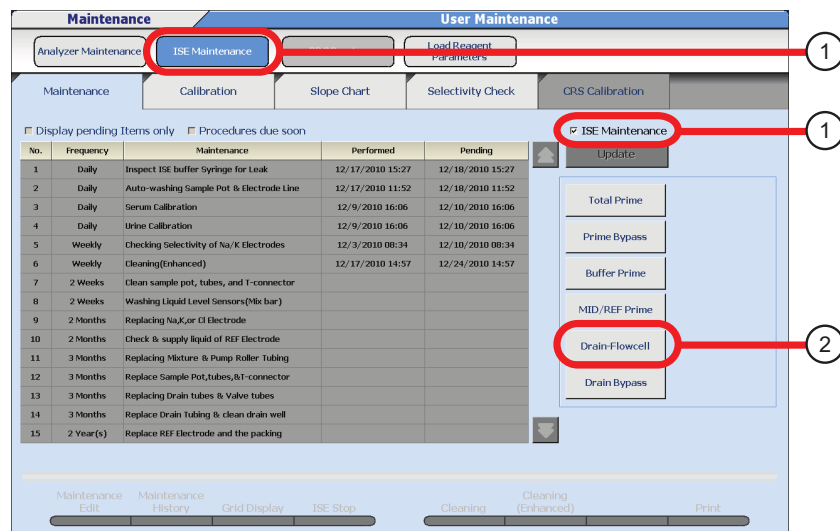 Maintenance
User Maintenance
Analyzer Maintenance
ISE Maintenance
Load Reagent
Parameters
1
Maintenance
Calibration
Slope Chart
Selectivity Check
CRS Calibration
Display pending Items only
Procedures due soon
ISE Maintenance
1
No. Frequency Maintenance Performed Pending
Update
1 Daily Inspect ISE buffer Syringe for Leak 12/17/2010 15:27 12/18/2010 15:27
2 Daily Auto-washing Sample Pot & Electrode Line 12/17/2010 11:52 12/18/2010 11:52
3 Daily Serum Calibration 12/9/2010 16:06 12/10/2010 16:06
4 Daily Urine Calibration 12/9/2010 16:06 12/10/2010 16:06
5 Weekly Checking Selectivity of Na/K Electrodes 12/3/2010 08:34 12/10/2010 08:34
6 Weekly Cleaning(Enhanced) 12/17/2010 14:57 12/24/2010 14:57
7 2 Weeks Clean sample pot, tubes, and T-connector
8 2 Weeks Washing Liquid Level Sensors(Mix bar)
9 2 Months Replacing Na,K,or Cl Electrode
10 2 Months Check & supply liquid of REF Electrode
11 3 Months Replacing Mixture & Pump Roller Tubing
12 3 Months Replace Sample Pot,tubes,&T-connector
13 3 Months Replacing Drain tubes & Valve tubes
14 3 Months Replace Drain Tubing & clean drain well
15 2 Year(s) Replace REF Electrode and the packing
Total Prime
Prime Bypass
Buffer Prime
MID/REF Prime
Drain-Flowcell
2
Drain Bypass
Maintenance
Edit
Maintenance
History
Grid Display
ISE Stop
Cleaning
Cleaning
(Enhanced)
Print